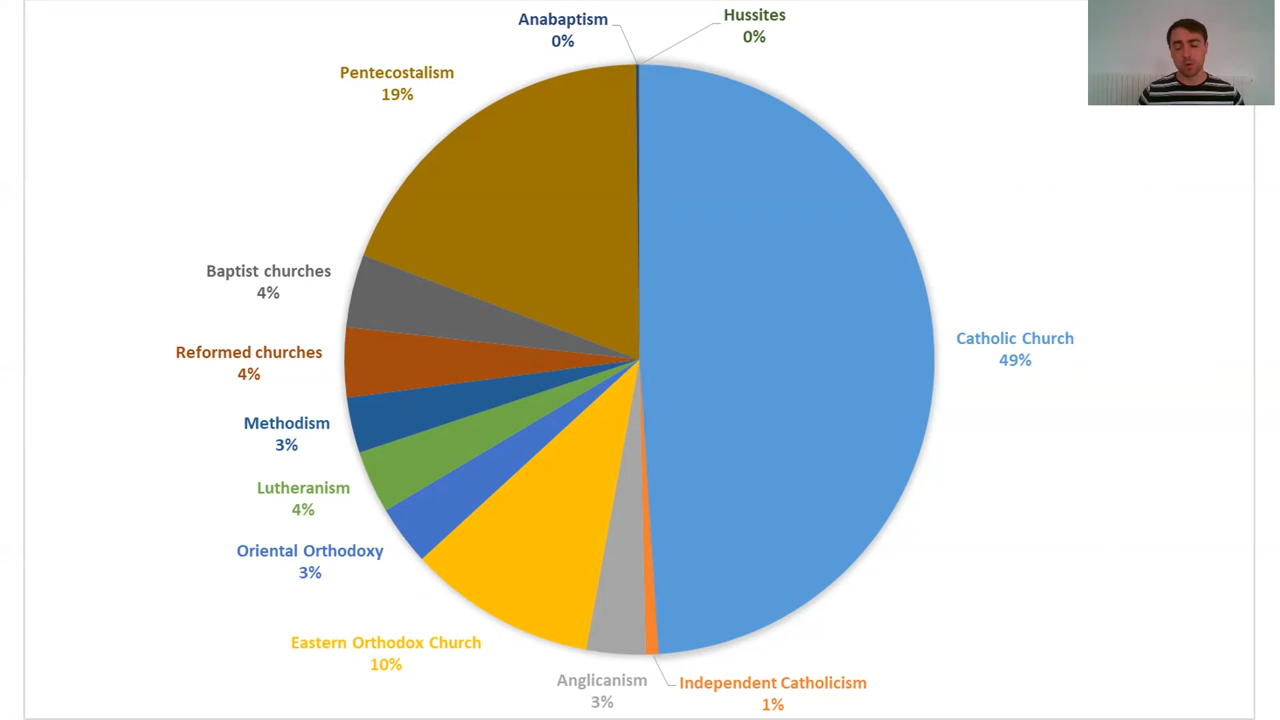 Anabaptism
0%
Hussites
0%
Pentecostalism
19%
Baptist churches
4%
Reformed churches
4%
Catholic Church
49%
Methodism
3%
Lutheranism
4%
Oriental Orthodoxy
3%
Eastern Orthodox Church
10%
Anglicanism
3%
Independent Catholicism
1%